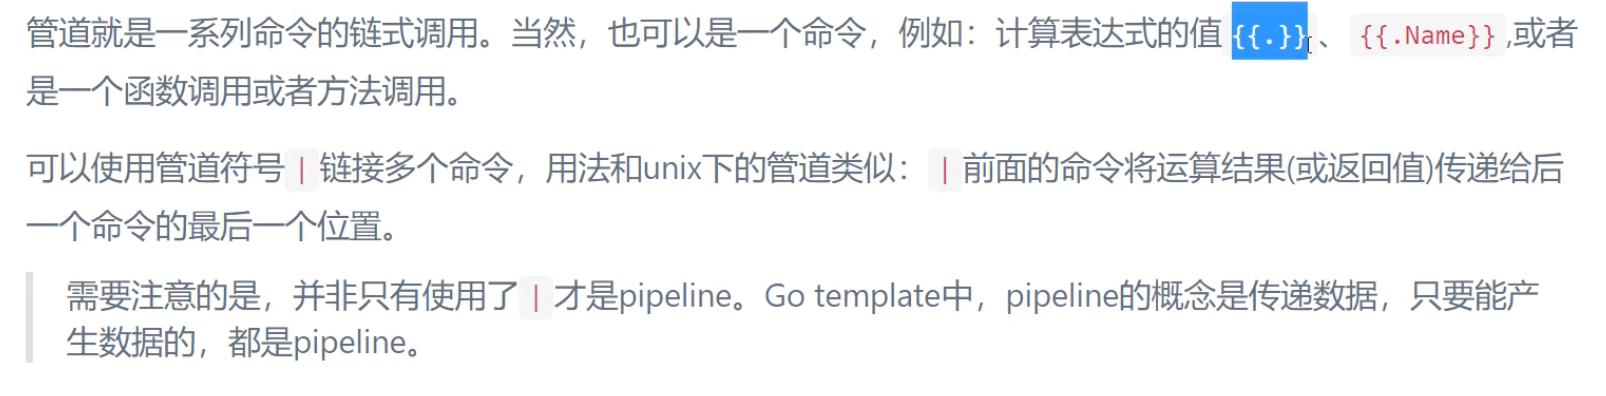 管道就是一系列命令的链式调用。当然，也可以是一个命令，例如：计算表达式的值 {{.}} 、 {{.Name}} ,或者
是一个函数调用或者方法调用。
可以使用管道符号 | 链接多个命令，用法和unix下的管道类似： | 前面的命令将运算结果(或返回值)传递给后
一个命令的最后一个位置。
需要注意的是，并非只有使用了 | 才是pipeline。Go template中，pipeline的概念是传递数据，只要能产
生数据的，都是pipeline。